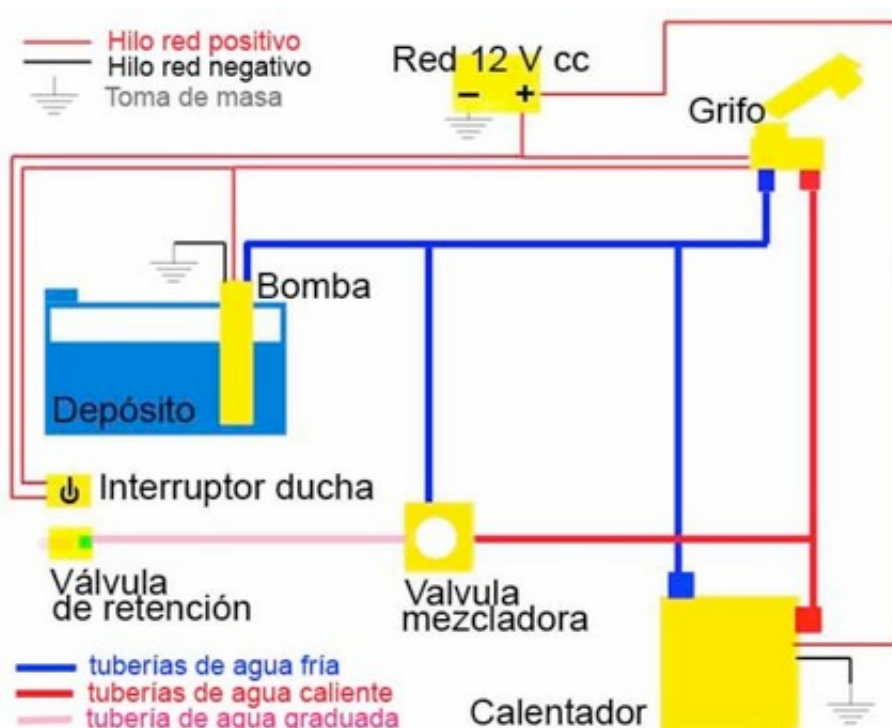 Hilo red positivo
Hilo red negativo
Toma de masa
Red 12 V cc
− +
Grifo
Bomba
Depósito
Interruptor ducha
Válvula
de retención
Valvula
mezcladora
tuberías de agua fría
tuberías de agua caliente
tubería de agua graduada
Calentador